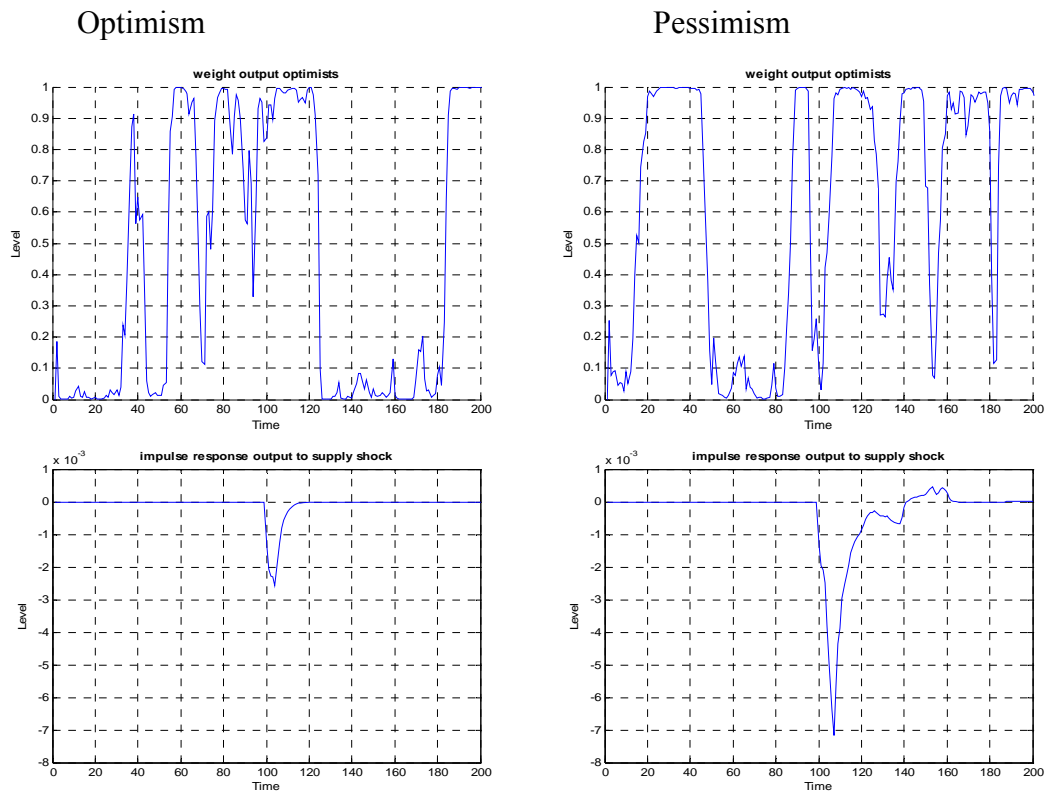 Optimism
Pessimism
weight output optimists
1
0.9
0.8
0.7
0.6
0.5
0.4
0.3
0.2
0.1
0
Level
0 20 40 60 80 100 120 140 160 180 200
Time
weight output optimists
1
0.9
0.8
0.7
0.6
0.5
0.4
0.3
0.2
0.1
0
Level
0 20 40 60 80 100 120 140 160 180 200
Time
x 10-3
impulse response output to supply shock
1
0
-1
-2
-3
-4
-5
-6
-7
-8
Level
0 20 40 60 80 100 120 140 160 180 200
Time
x 10-3
impulse response output to supply shock
1
0
-1
-2
-3
-4
-5
-6
-7
-8
Level
0 20 40 60 80 100 120 140 160 180 200
Time